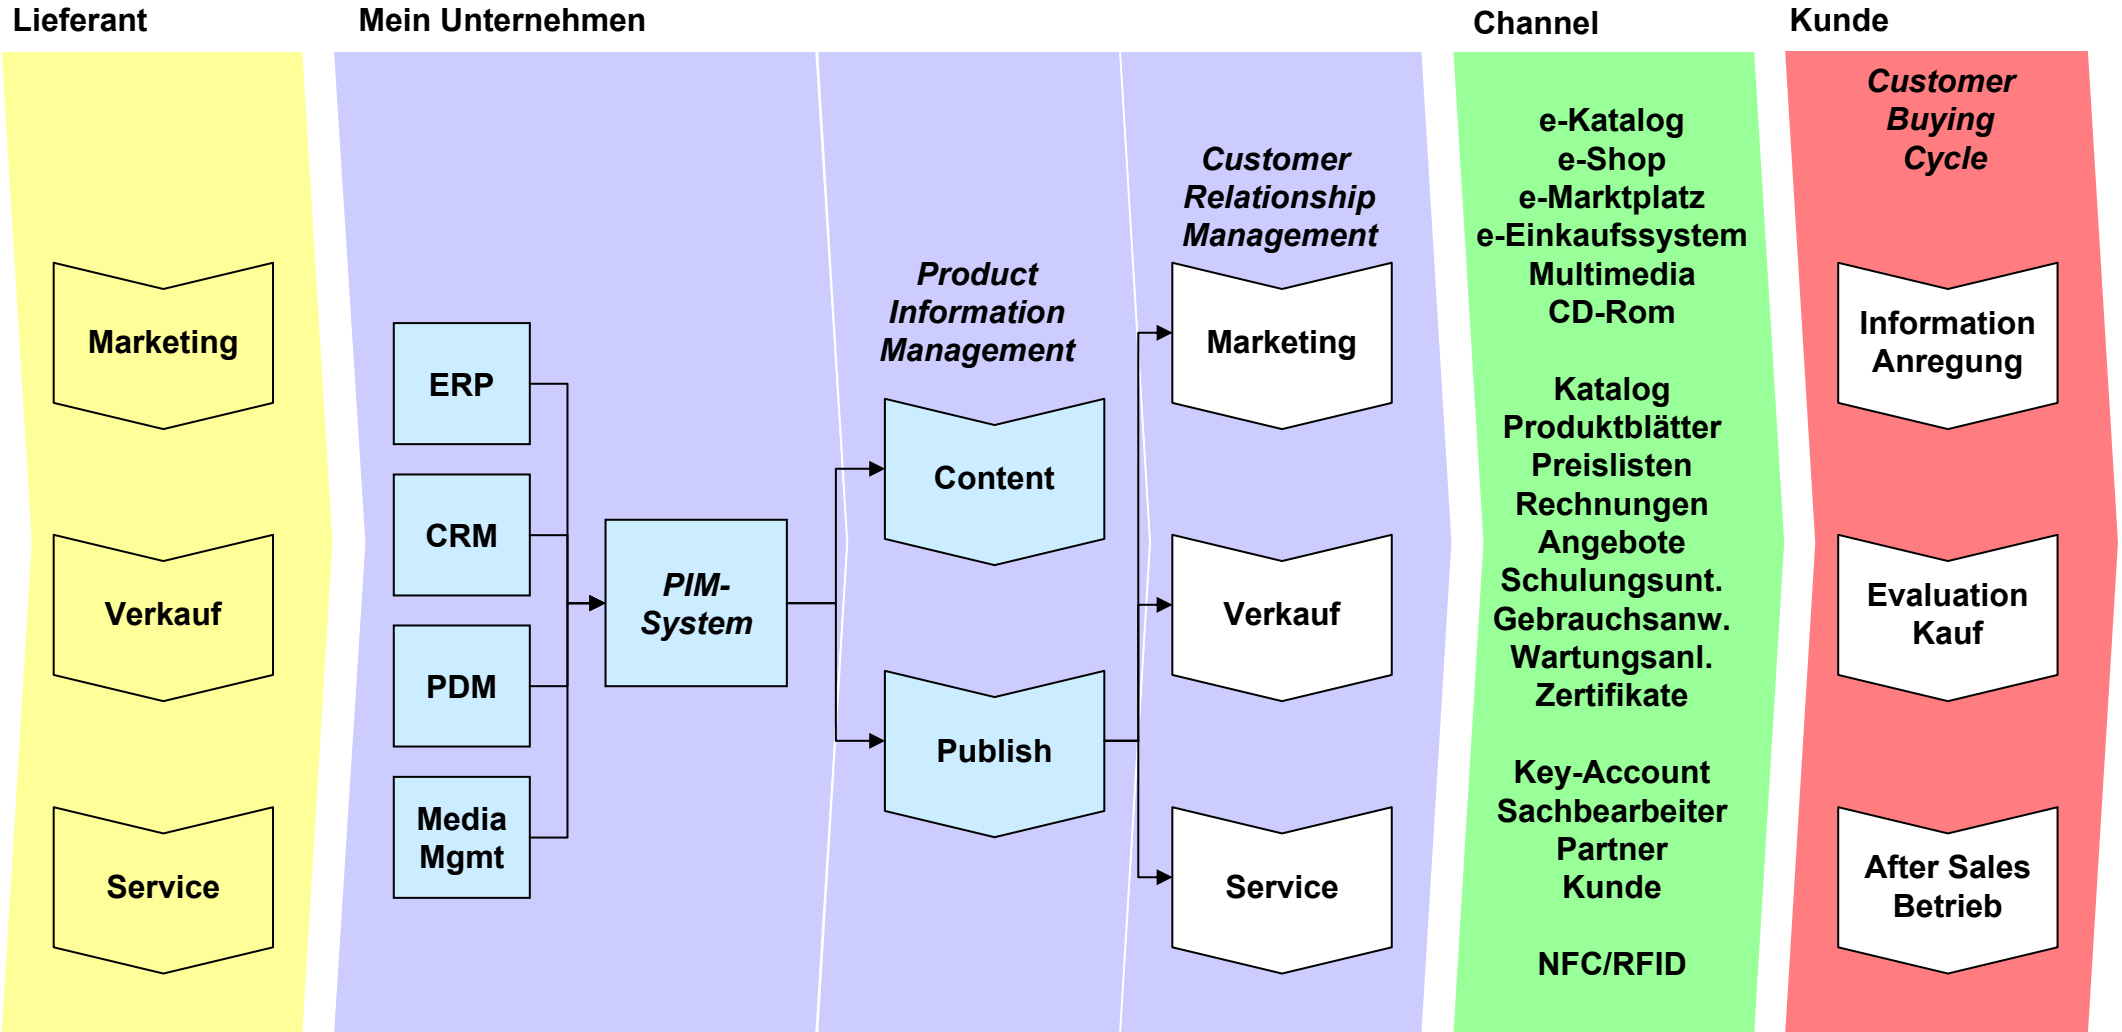 Lieferant
Mein Unternehmen
Channel
Kunde
Marketing
Verkauf
Service
ERP
CRM
PDM
Media
Mgmt
PIM-
System
Product
Information
Management
Content
Publish
Customer
Relationship
Management
Marketing
Verkauf
Service
e-Katalog
e-Shop
e-Marktplatz
e-Einkaufssystem
Multimedia
CD-Rom
Katalog
Produktblätter
Preislisten
Rechnungen
Angebote
Schulungsunt.
Gebrauchsanw.
Wartungsanl.
Zertifikate
Key-Account
Sachbearbeiter
Partner
Kunde
NFC/RFID
Customer
Buying
Cycle
Information
Anregung
Evaluation
Kauf
After Sales
Betrieb